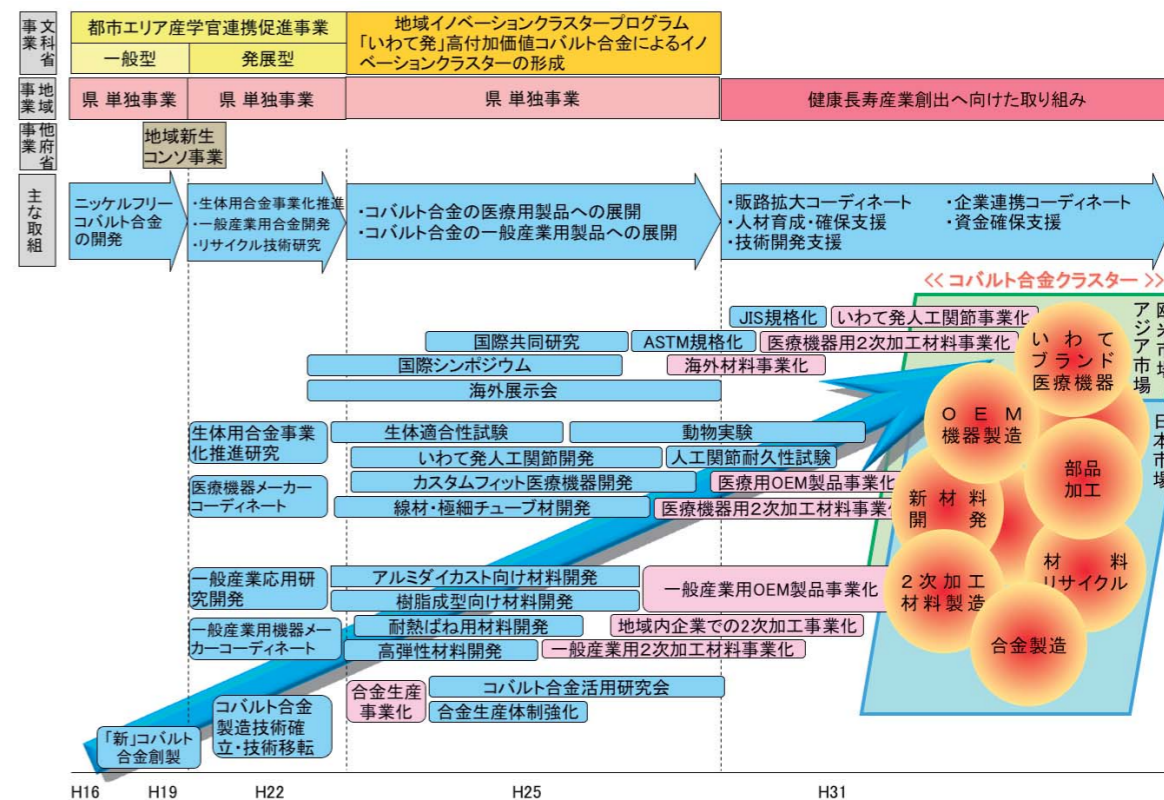 文科省
事業
都市エリア産学官連携促進事業
一般型
発展型
地域イノベーションクラスタープログラム
「いわて発」高付加価値コバルト合金によるイノ
ベーションクラスターの形成
地域
事業
県 単独事業
県 単独事業
県 単独事業
健康長寿産業創出へ向けた取り組み
他府省
事業
地域新生
コンソ事業
主な取組
ニッケルフリー
コバルト合金
の開発
・生体用合金事業化推進
・一般産業用合金開発
・リサイクル技術研究
・コバルト合金の医療用製品への展開
・コバルト合金の一般産業用製品への展開
・販路拡大コーディネート
・人材育成・確保支援
・技術開発支援
・企業連携コーディネート
・資金確保支援
<< コバルト合金クラスター >>
JIS規格化
いわて発人工関節事業化
国際共同研究
ASTM規格化
医療機器用2次加工材料事業化
国際シンポジウム
海外材料事業化
海外展示会
欧米市場
アジア市場
日本市場
いわて
ブランド
医療機器
OEM
機器製造
部品
加工
新材料
開発
2次加工
材料製造
材料
リサイクル
合金製造
生体用合金事業
化推進研究
生体適合性試験
動物実験
いわて発人工関節開発
人工関節耐久性試験
医療機器メーカー
コーディネート
カスタムフィット医療機器開発
医療用OEM製品事業化
線材・極細チューブ材開発
医療機器用2次加工材料事業化
一般産業応用研
究開発
アルミダイカスト向け材料開発
樹脂成型向け材料開発
一般産業用OEM製品事業化
一般産業用機器メー
カーコーディネート
耐熱ばね用材料開発
地域内企業での2次加工事業化
高弾性材料開発
一般産業用2次加工材料事業化
合金生産
事業化
コバルト合金活用研究会
合金生産体制強化
コバルト合金
製造技術確
立・技術移転
「新」コバルト
合金創製
H16
H19
H22
H25
H31